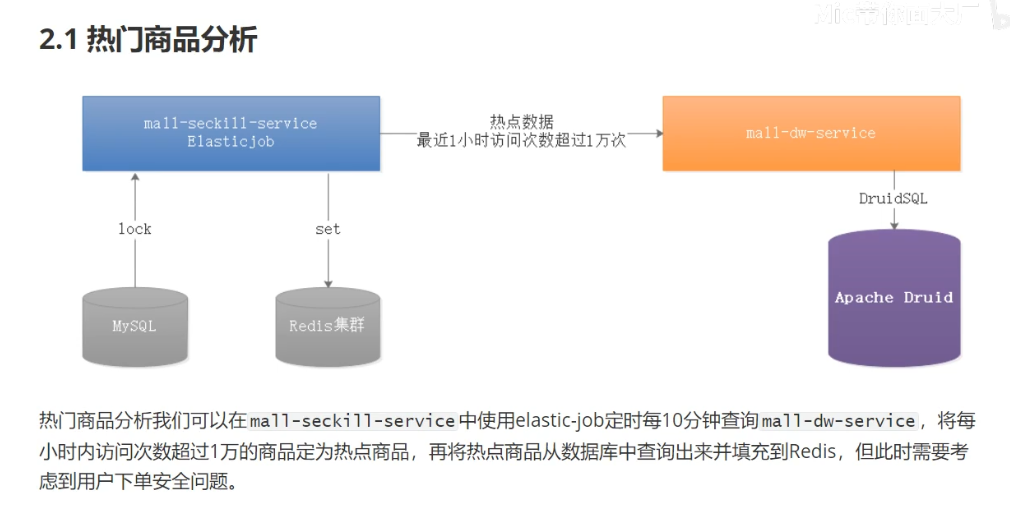 2.1 热门商品分析
mall-seckill-service
Elasticjob
热点数据
最近1小时访问次数超过1万次
mall-dw-service
lock
set
DruidSQL
MySQL
Redis集群
Apache Druid
热门商品分析我们可以在mall-seckill-service中使用elastic-job定时每10分钟查询mall-dw-service，将每
小时内访问次数超过1万的商品定为热点商品，再将热点商品从数据库中查询出来并填充到Redis，但此时需要考
虑到用户下单安全问题。